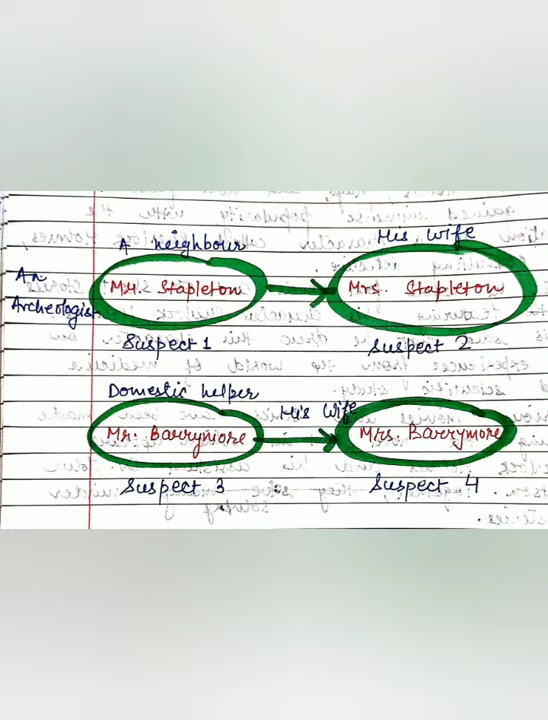 A neighbour
His wife
An
Archeologist
Mr. Stapleton
Mrs. Stapleton
Suspect 1
Suspect 2
Domestic helper
His Wife
Mr. Barrymore
Mrs. Barrymore
Suspect 3
Suspect 4